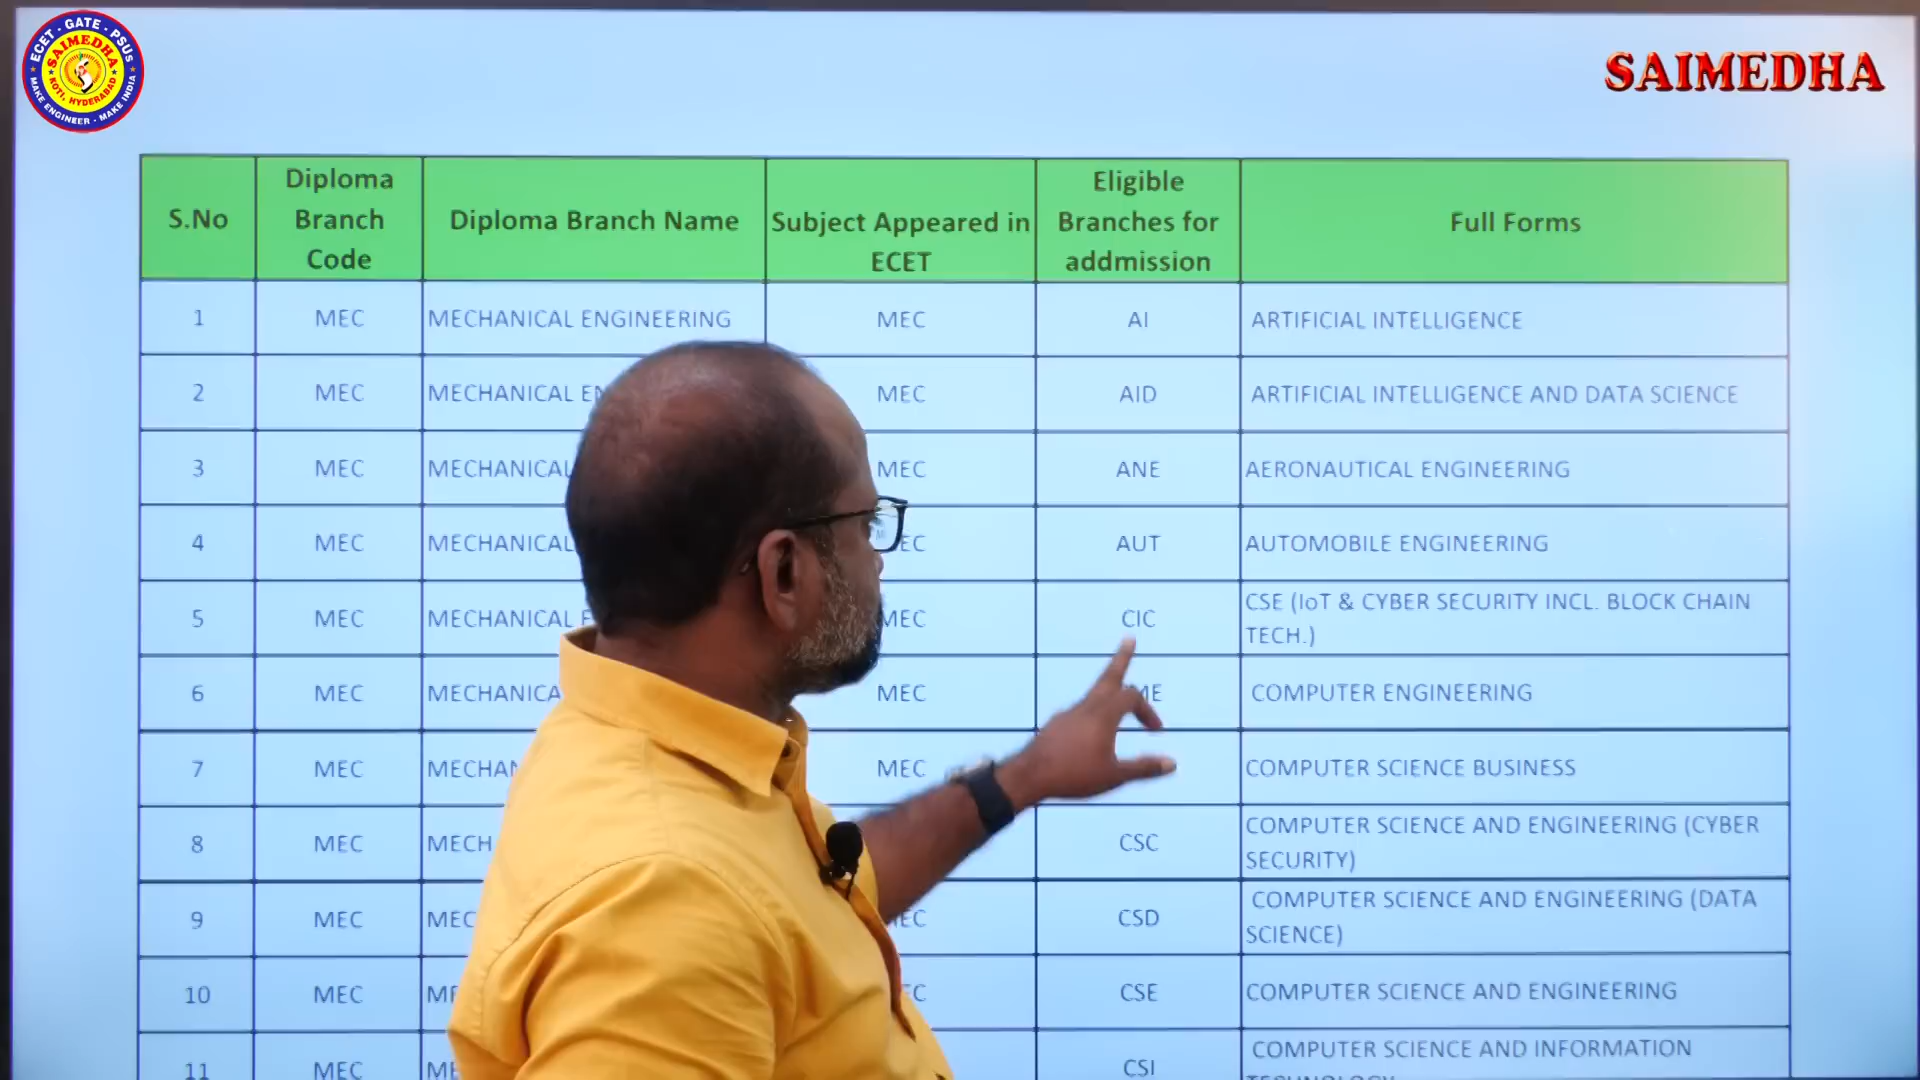 ECET · GATE · PSUS
SAIMEDHA
KOTI, HYDERABAD
MAKE ENGINEER - MAKE INDIA
SAIMEDHA
S.No Diploma Branch Code Diploma Branch Name Subject Appeared in ECET Eligible Branches for addmission Full Forms
1 MEC MECHANICAL ENGINEERING MEC AI ARTIFICIAL INTELLIGENCE
2 MEC MECHANICAL MEC AID ARTIFICIAL INTELLIGENCE AND DATA SCIENCE
3 MEC MECHANICAL MEC ANE AERONAUTICAL ENGINEERING
4 MEC MECHANICAL AUT AUTOMOBILE ENGINEERING
5 MEC MECHANICAL MEC CIC CSE (IoT & CYBER SECURITY INCL. BLOCK CHAIN
TECH.)
6 MEC MEC COMPUTER ENGINEERING
7 MEC MEC COMPUTER SCIENCE BUSINESS
8 MEC CSC COMPUTER SCIENCE AND ENGINEERING (CYBER
SECURITY)
9 MEC CSD COMPUTER SCIENCE AND ENGINEERING (DATA
SCIENCE)
10 MEC CSE COMPUTER SCIENCE AND ENGINEERING
11 MEC CSI COMPUTER SCIENCE AND INFORMATION
TECHNOLOGY